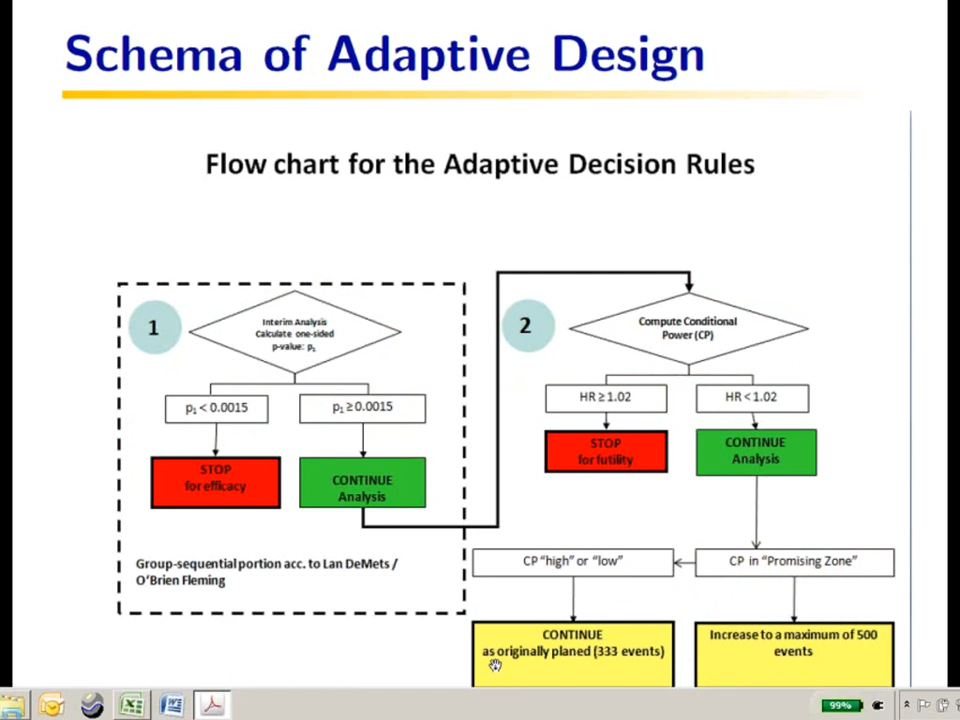 Schema of Adaptive Design
Flow chart for the Adaptive Decision Rules
1
Interim Analysis
Calculate one-sided
p-value: p₁
p₁ < 0.0015
p₁ ≥ 0.0015
STOP
for efficacy
CONTINUE
Analysis
Group-sequential portion acc. to Lan DeMets /
O'Brien Fleming
2
Compute Conditional
Power (CP)
HR ≥ 1.02
HR < 1.02
STOP
for futility
CONTINUE
Analysis
CP "high" or "low"
CP in "Promising Zone"
CONTINUE
as originally planed (333 events)
Increase to a maximum of 500
events
99%